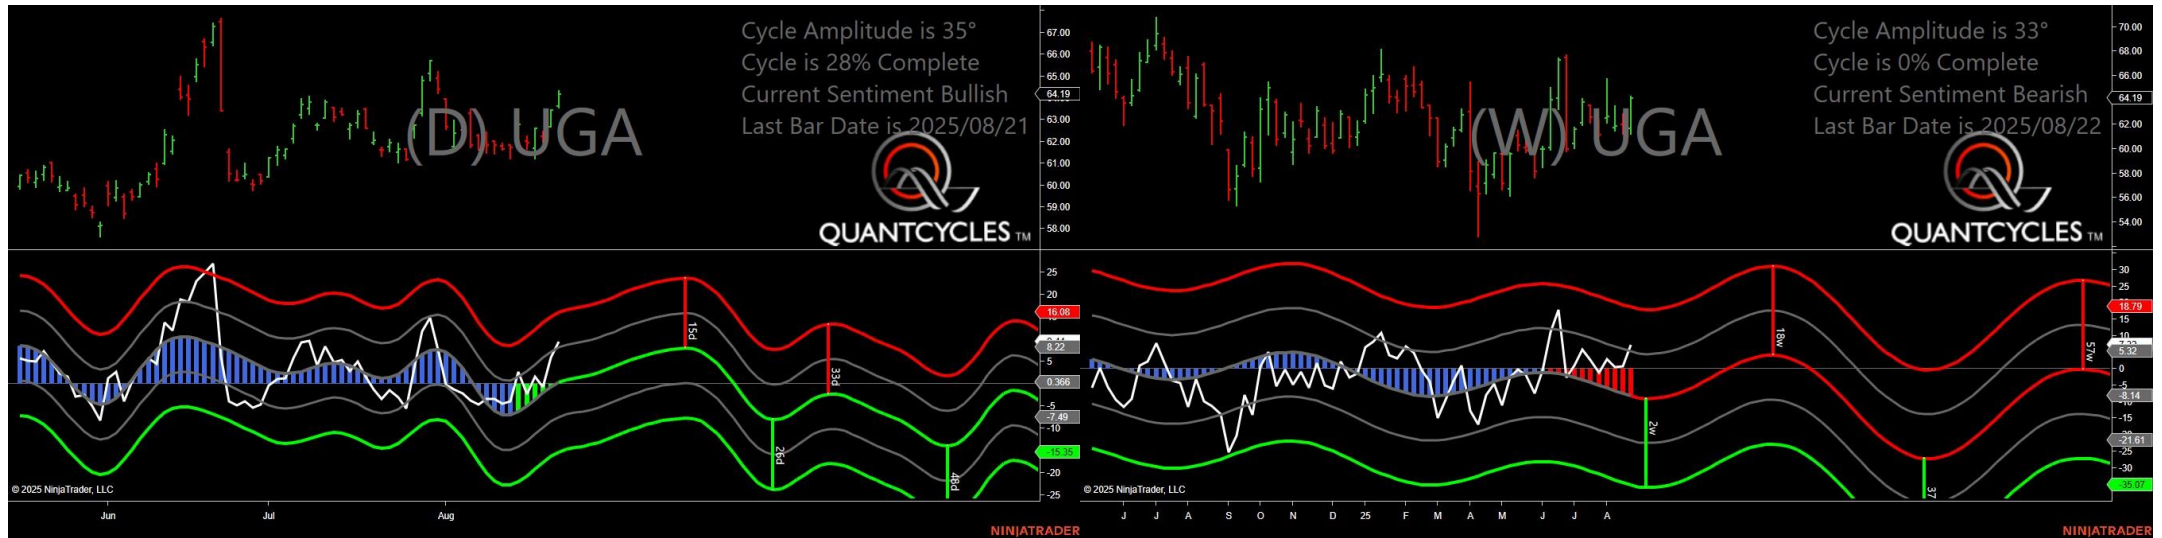 Cycle Amplitude is 35°
Cycle is 28% Complete
Current Sentiment Bullish
Last Bar Date is 2025/08/21
(D) UGA
QUANTCYCLES TM
67.00
66.00
65.00
64.19
63.00
62.00
61.00
60.00
59.00
58.00
25
20
16.08
8.22
5
0.366
-5
-7.49
-10
-15.35
-20
-25
15d
26d
33d
48d
© 2025 NinjaTrader, LLC
Jun Jul Aug
NINJATRADER
Cycle Amplitude is 33°
Cycle is 0% Complete
Current Sentiment Bearish
Last Bar Date is 2025/08/22
(W) UGA
QUANTCYCLES TM
70.00
68.00
66.00
64.19
62.00
60.00
58.00
56.00
54.00
30
25
18.79
15
10
5.32
0
-5
-8.14
-15
-21.61
-25
-30
-35.07
2w
18w
37
57w
© 2025 NinjaTrader, LLC
J J A S O N D 25 F M A M J J A
NINJATRADER